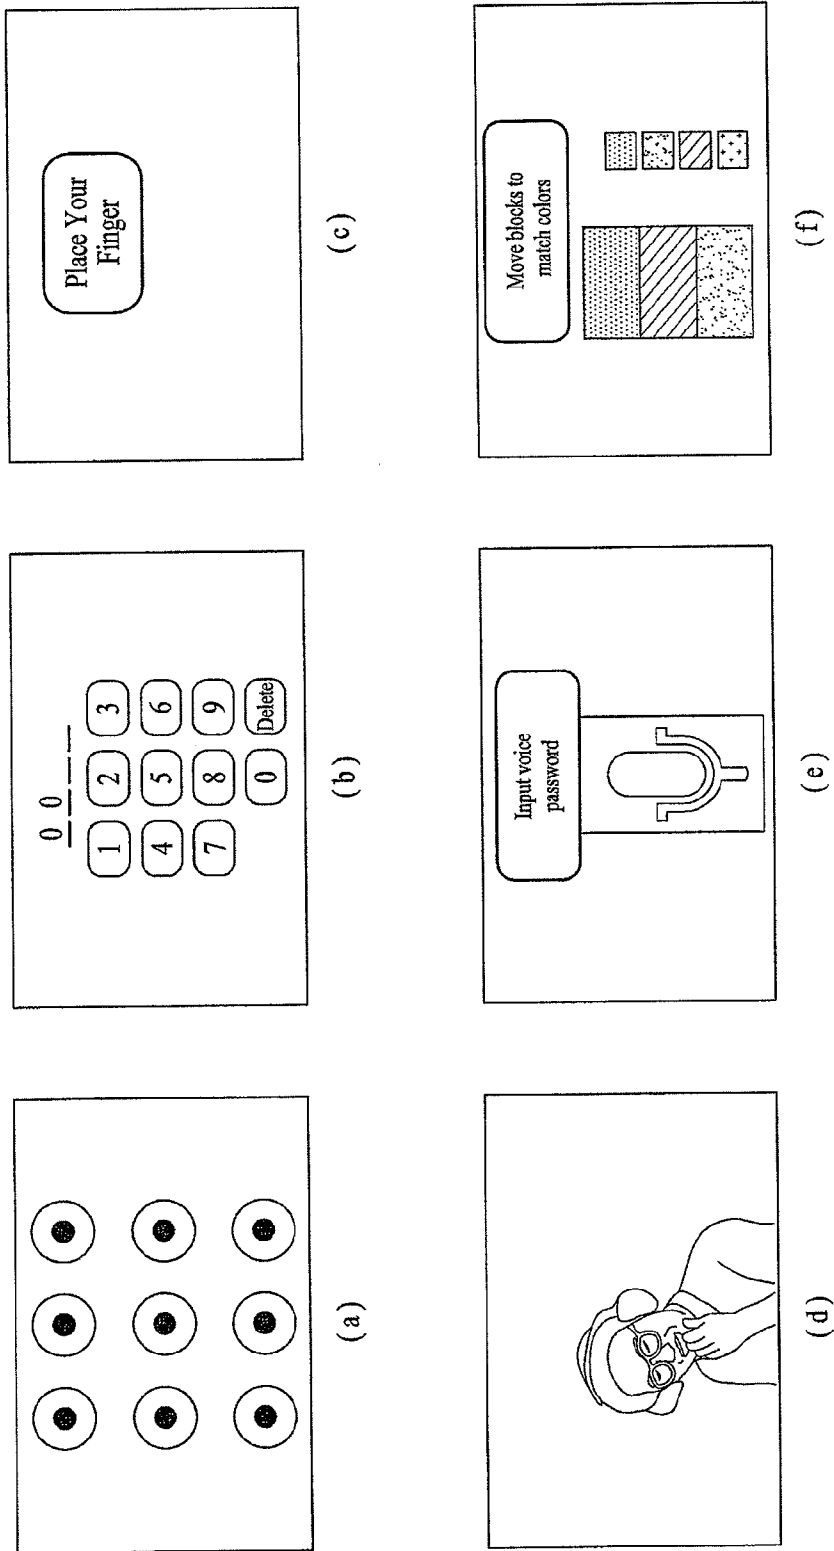 (a)
0 0
1 2 3
4 5 6
7 8 9
0 Delete
(b)
Place Your
Finger
(c)
(d)
Input voice
password
(e)
Move blocks to
match colors
(f)